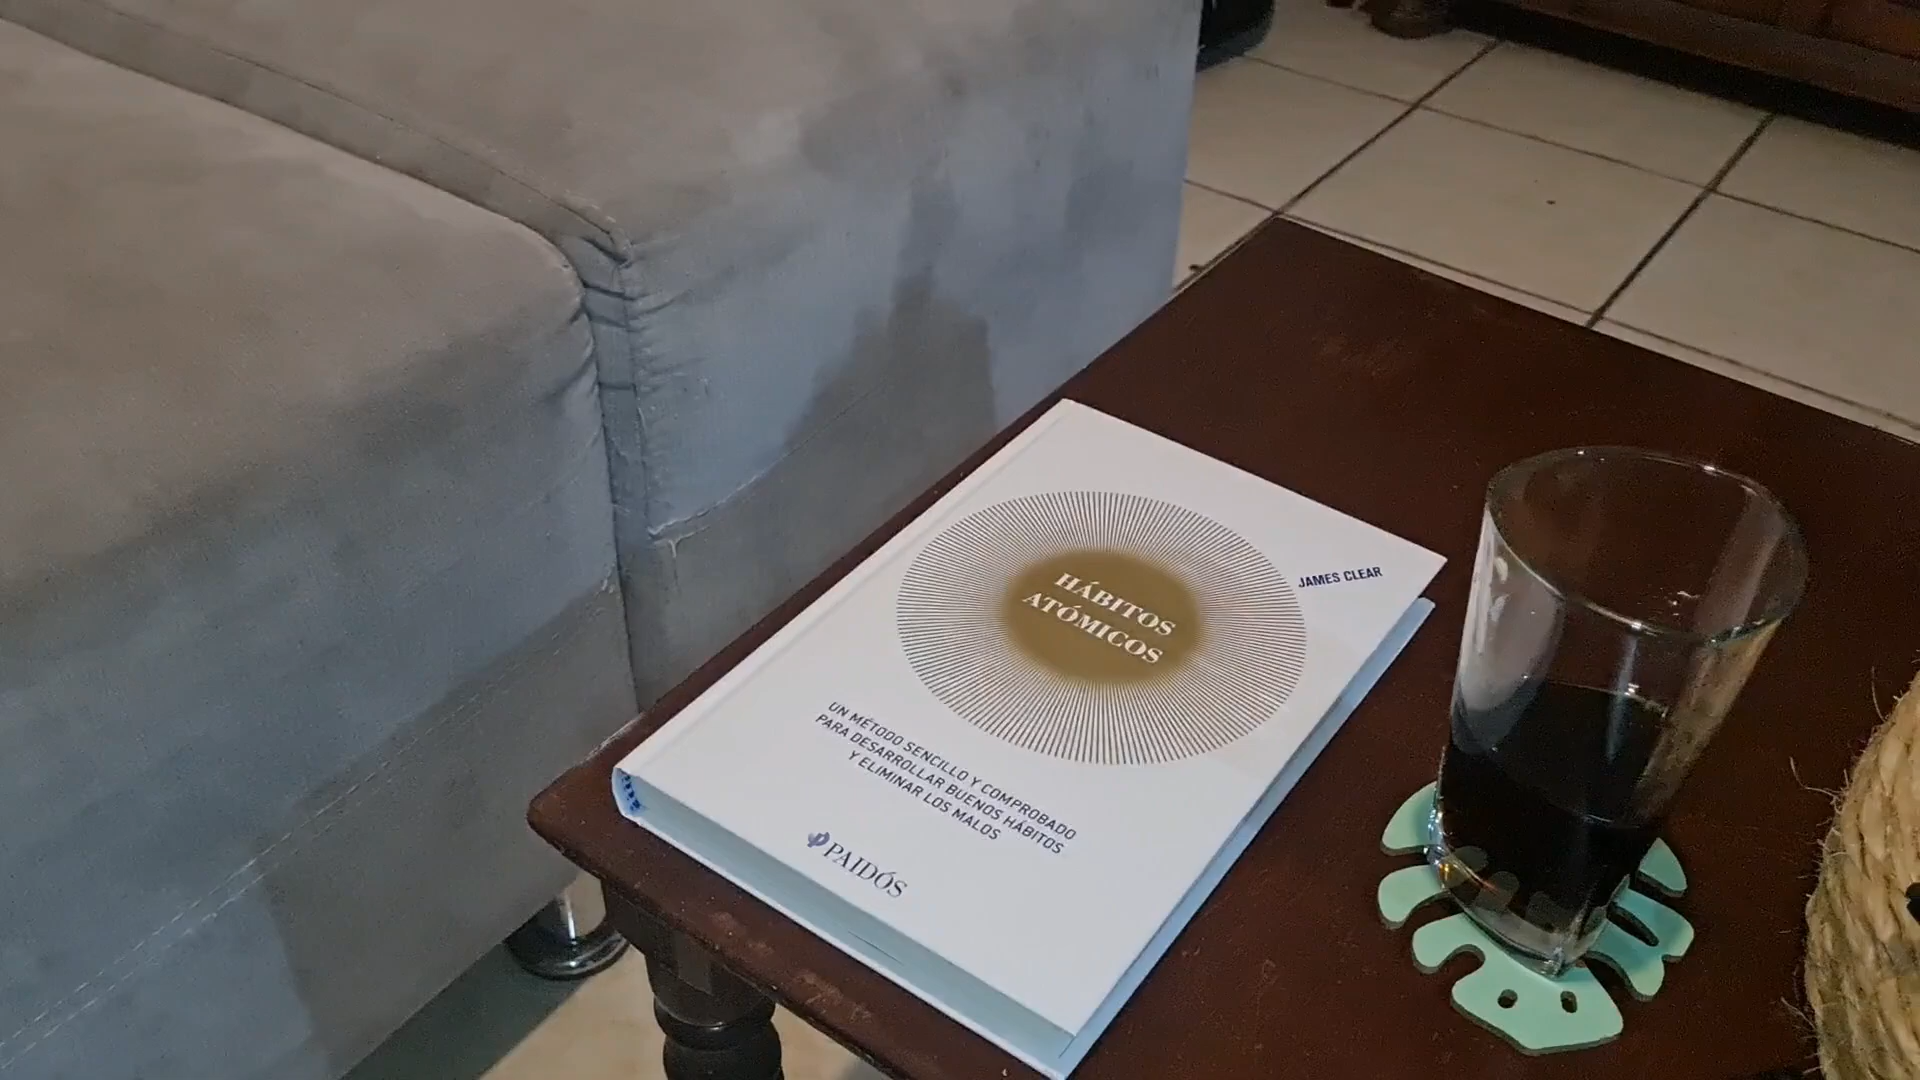 HÁBITOS
ATÓMICOS
JAMES CLEAR
UN MÉTODO SENCILLO Y COMPROBADO
PARA DESARROLLAR BUENOS HÁBITOS
Y ELIMINAR LOS MALOS
PAIDÓS